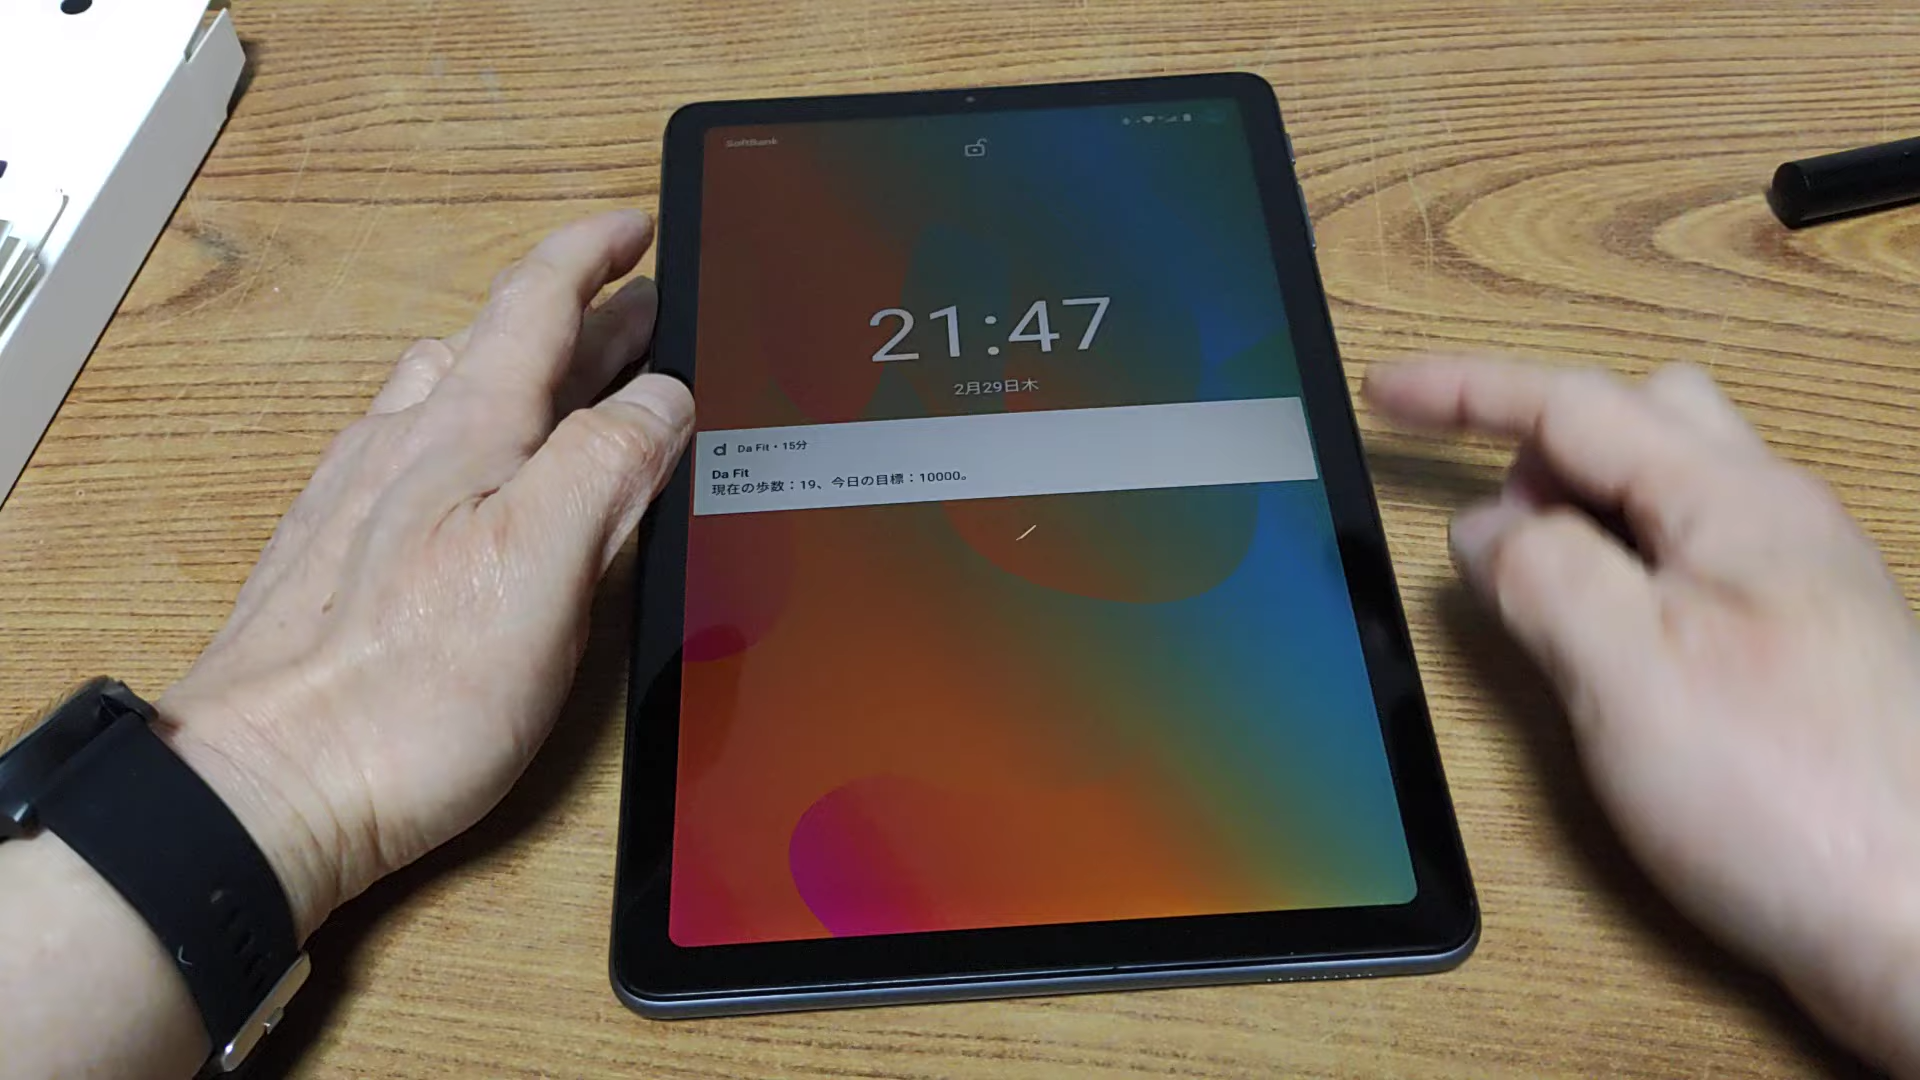 SoftBank
21:47
2月29日木
Da Fit・15分
Da Fit
現在の歩数：19、今日の目標：10000。